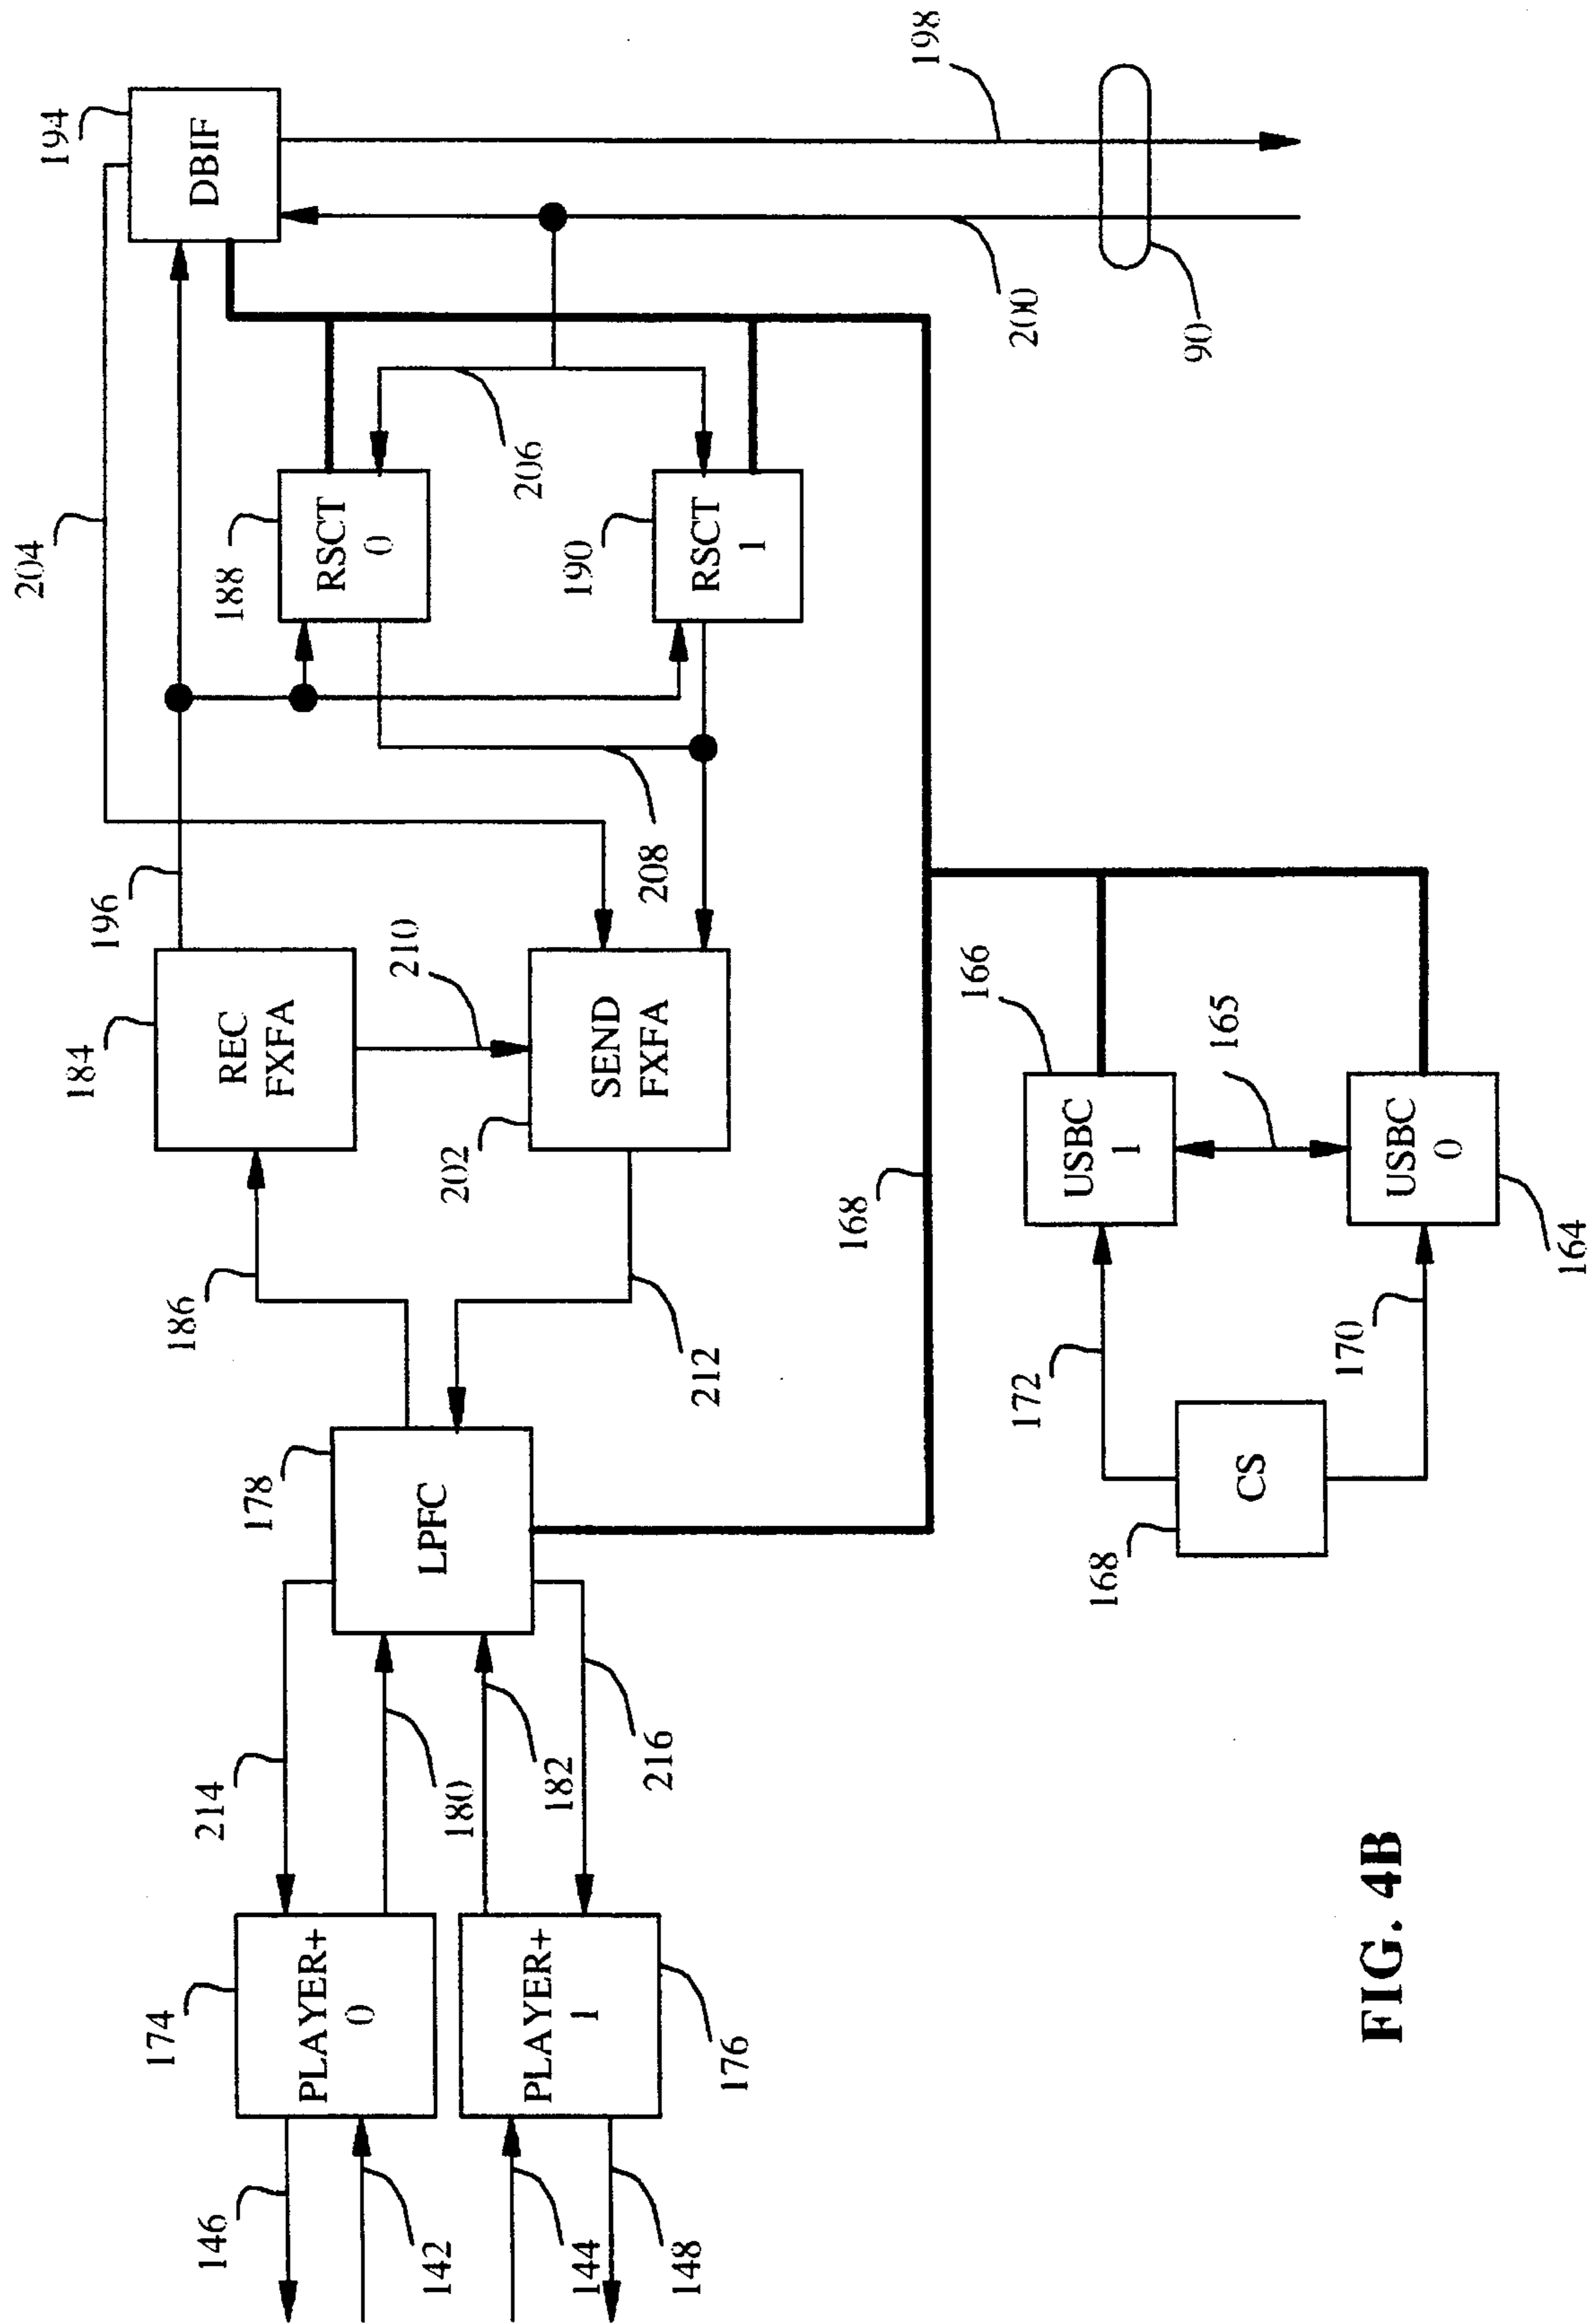 146
142
144
148
174
PLAYER+
0
PLAYER+
1
176
214
180
182
216
178
LPFC
186
212
184
REC
FXFA
202
SEND
FXFA
210
196
208
204
188
RSCT
0
190
RSCT
1
206
194
DBIF
198
200
90
168
168
CS
172
170
166
USBC
1
165
USBC
0
164
FIG. 4B